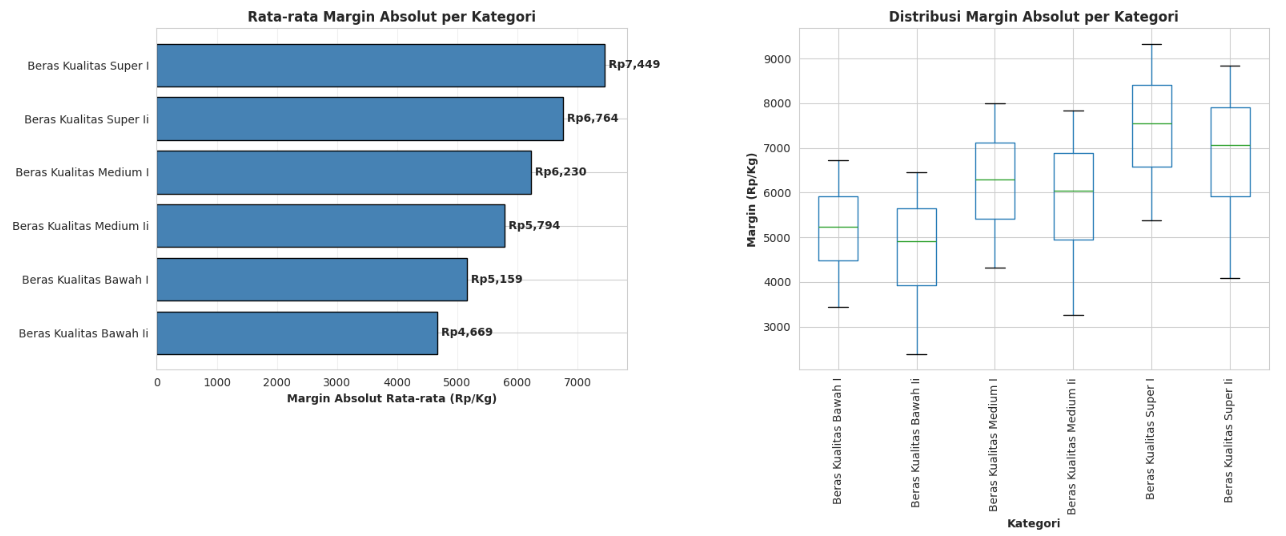 Rata-rata Margin Absolut per Kategori
Beras Kualitas Super I
Rp7,449
Beras Kualitas Super Ii
Rp6,764
Beras Kualitas Medium I
Rp6,230
Beras Kualitas Medium Ii
Rp5,794
Beras Kualitas Bawah I
Rp5,159
Beras Kualitas Bawah Ii
Rp4,669
0 1000 2000 3000 4000 5000 6000 7000
Margin Absolut Rata-rata (Rp/Kg)
Distribusi Margin Absolut per Kategori
Margin (Rp/Kg)
9000
8000
7000
6000
5000
4000
3000
Beras Kualitas Bawah I
Beras Kualitas Bawah Ii
Beras Kualitas Medium I
Beras Kualitas Medium Ii
Beras Kualitas Super I
Beras Kualitas Super Ii
Kategori